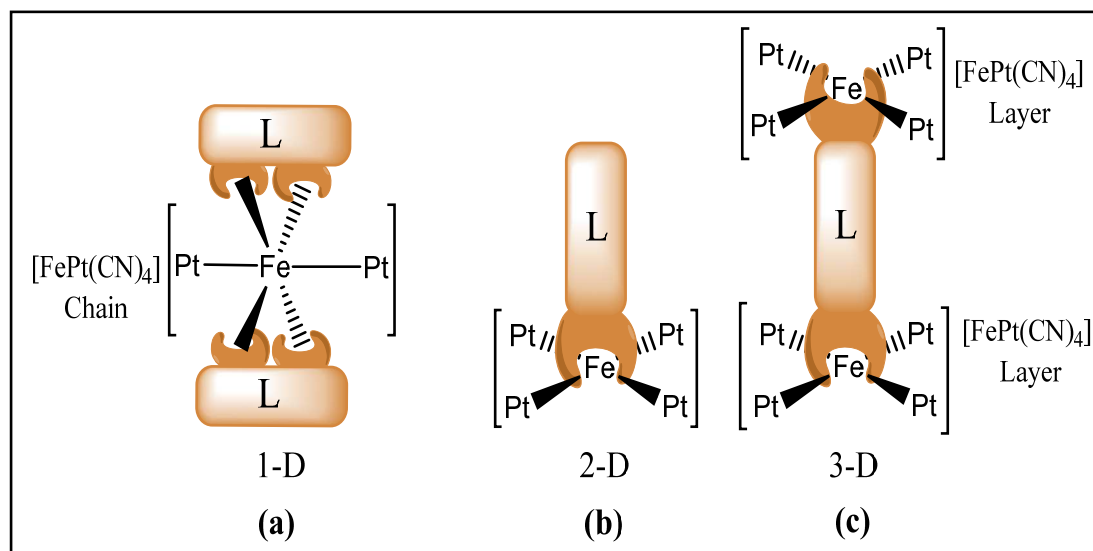 L
[FePt(CN)4]
Chain
Pt Fe Pt
L
1-D
(a)
L
Pt Pt
Fe
Pt Pt
2-D
(b)
Pt Pt
Fe
Pt Pt
[FePt(CN)4]
Layer
L
Pt Pt
Fe
Pt Pt
[FePt(CN)4]
Layer
3-D
(c)